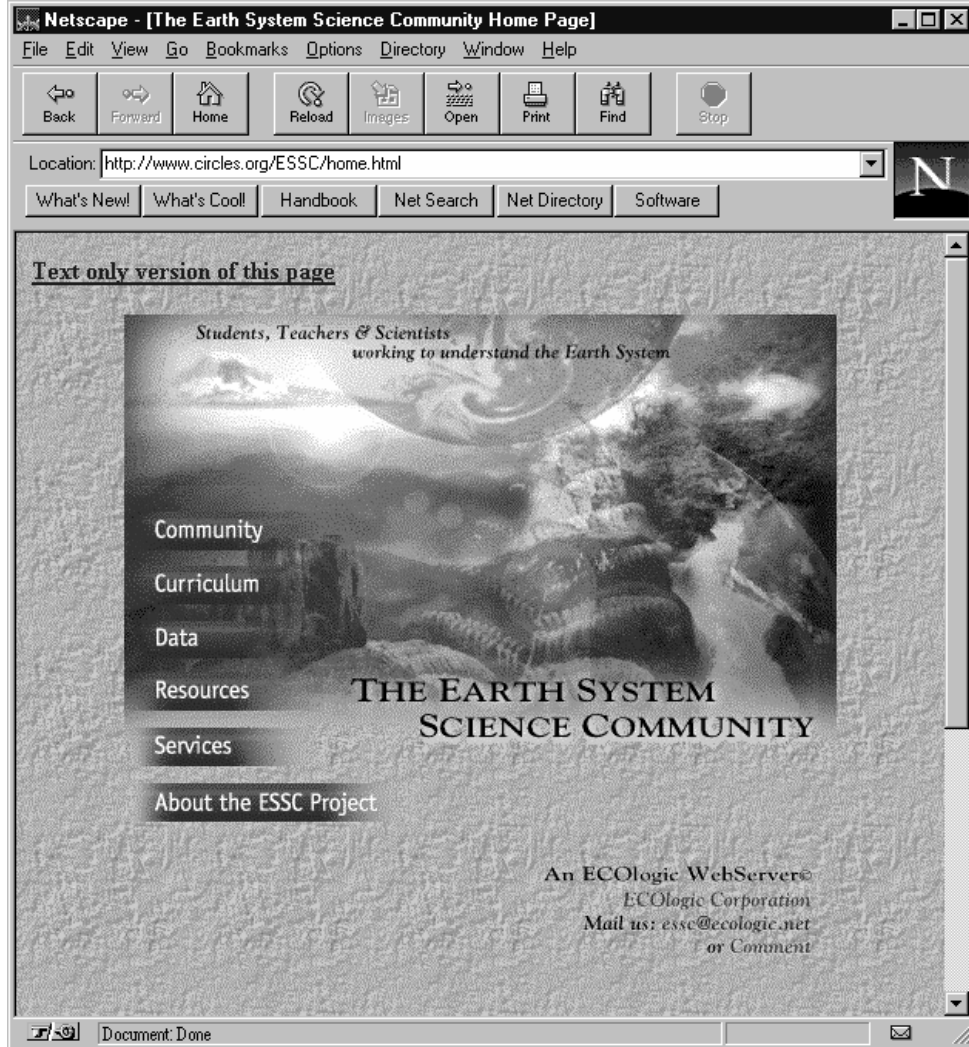 Netscape - [The Earth System Science Community Home Page]
File Edit View Go Bookmarks Options Directory Window Help
Back Forward Home Reload Images Open Print Find Stop
Location: http://www.circles.org/ESSC/home.html
N
What's New! What's Cool! Handbook Net Search Net Directory Software
Text only version of this page
Students, Teachers & Scientists
working to understand the Earth System
Community
Curriculum
Data
Resources
THE EARTH SYSTEM
SCIENCE COMMUNITY
Services
About the ESSC Project
An ECOlogic WebServer©
ECOlogic Corporation
Mail us: essc@ecologic.net
or Comment
Document: Done